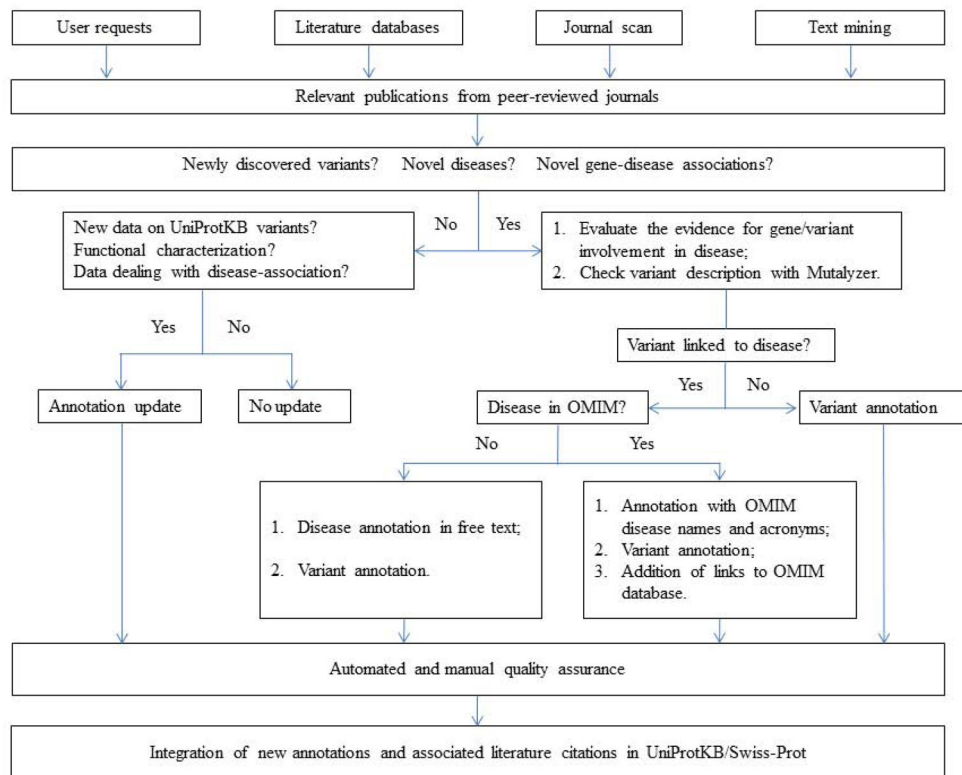 User requests
Literature databases
Journal scan
Text mining
Relevant publications from peer-reviewed journals
Newly discovered variants? Novel diseases? Novel gene-disease associations?
No
Yes
New data on UniProtKB variants?
Functional characterization?
Data dealing with disease-association?
1. Evaluate the evidence for gene/variant
involvement in disease;
2. Check variant description with Mutalyzer.
Yes
No
Variant linked to disease?
Yes
No
Annotation update
No update
Disease in OMIM?
Variant annotation
No
Yes
1. Disease annotation in free text;
2. Variant annotation.
1. Annotation with OMIM
disease names and acronyms;
2. Variant annotation;
3. Addition of links to OMIM
database.
Automated and manual quality assurance
Integration of new annotations and associated literature citations in UniProtKB/Swiss-Prot